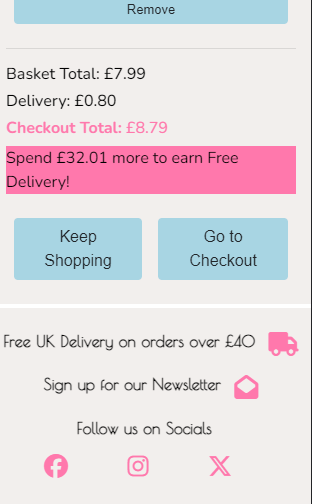 Remove
Basket Total: £7.99
Delivery: £0.80
Checkout Total: £8.79
Spend £32.01 more to earn Free
Delivery!
Keep
Shopping
Go to
Checkout
Free UK Delivery on orders over £40
Sign up for our Newsletter
Follow us on Socials